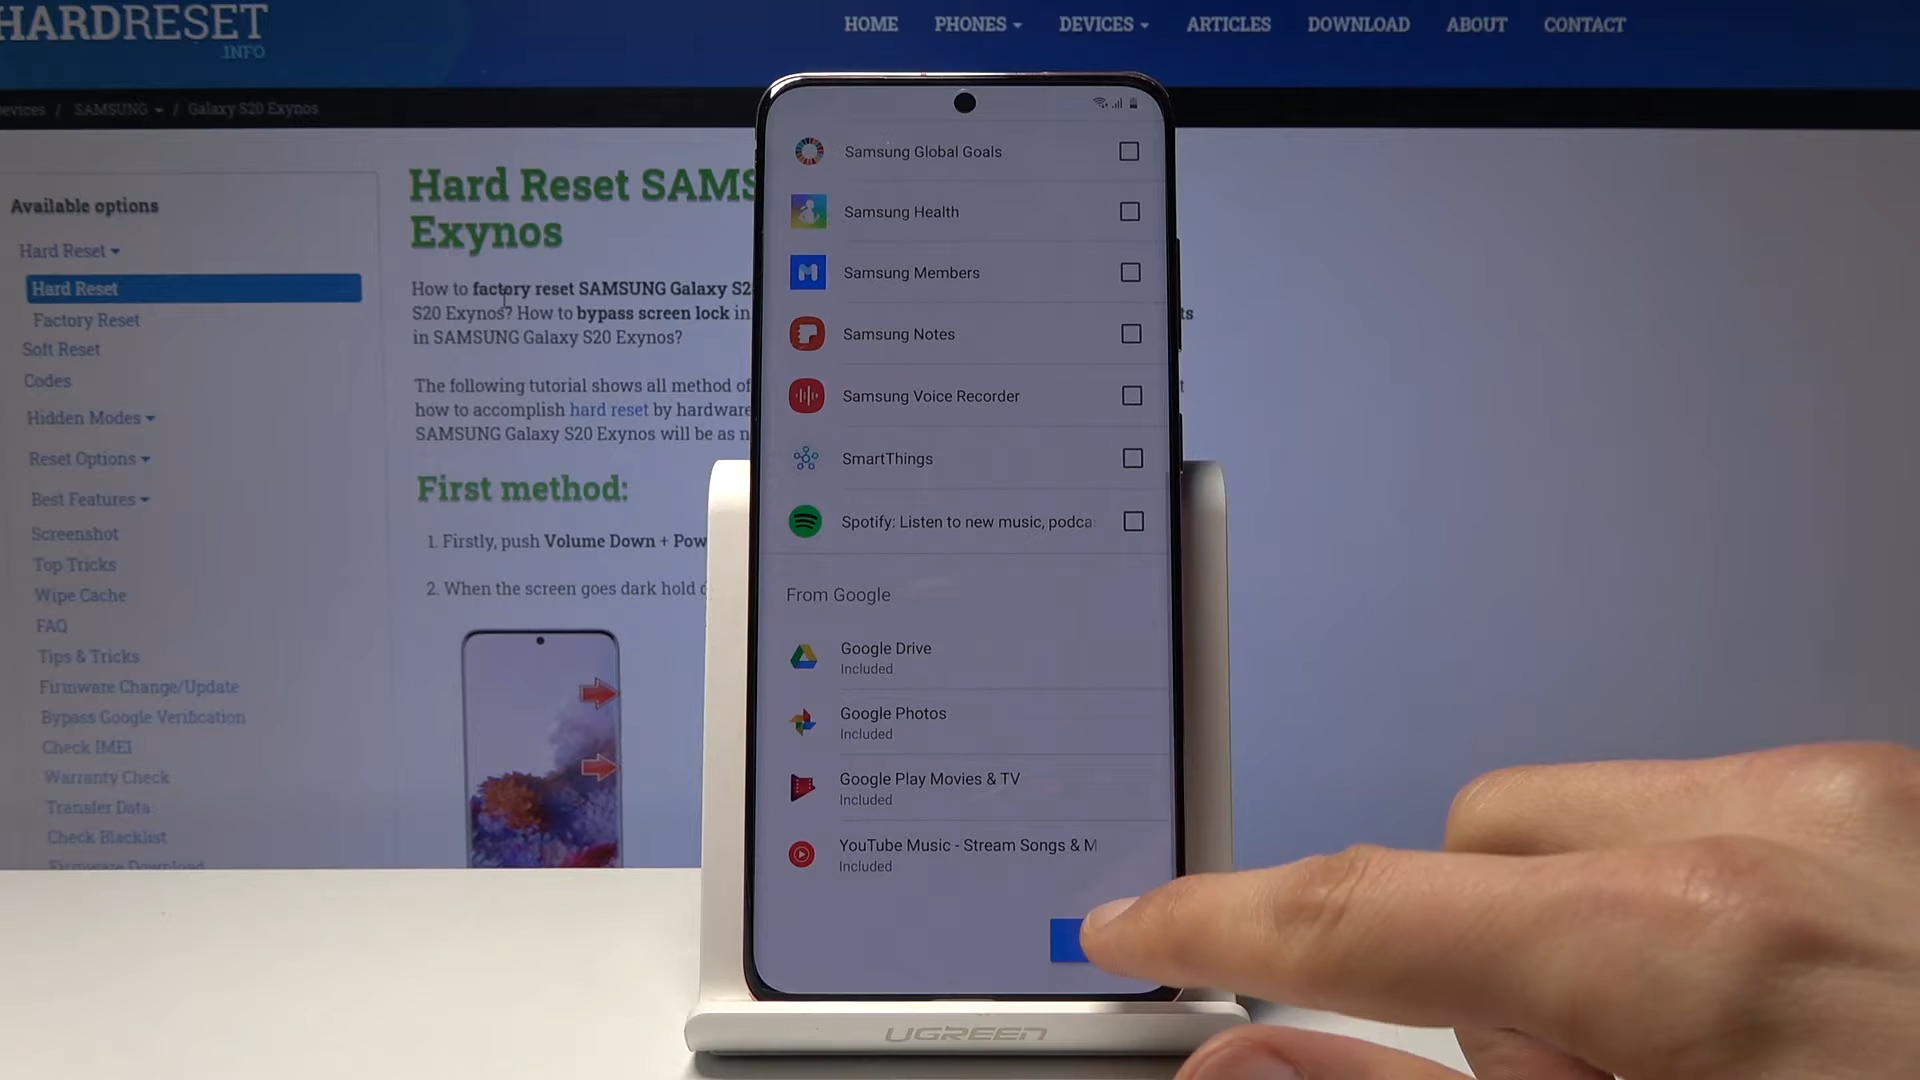 HARDRESET
.INFO
HOME PHONES DEVICES ARTICLES DOWNLOAD ABOUT CONTACT
/ SAMSUNG / Galaxy S20 Exynos
Available options
Hard Reset
Hard Reset
Factory Reset
Soft Reset
Codes
Hidden Modes
Reset Options
Best Features
Screenshot
Top Tricks
Wipe Cache
FAQ
Tips & Tricks
Firmware Change/Update
Bypass Google Verification
Check IMEI
Warranty Check
Transfer Data
Check Blacklist
Firmware Download
Hard Reset SAMS
Exynos
How to factory reset SAMSUNG Galaxy S2
S20 Exynos? How to bypass screen lock in
in SAMSUNG Galaxy S20 Exynos?
The following tutorial shows all method of
how to accomplish hard reset by hardware
SAMSUNG Galaxy S20 Exynos will be as n
First method:
1. Firstly, push Volume Down + Pow
2. When the screen goes dark hold
Samsung Global Goals
Samsung Health
Samsung Members
Samsung Notes
Samsung Voice Recorder
SmartThings
Spotify: Listen to new music, podca
From Google
Google Drive
Included
Google Photos
Included
Google Play Movies & TV
Included
YouTube Music - Stream Songs & M
Included
UGREEN